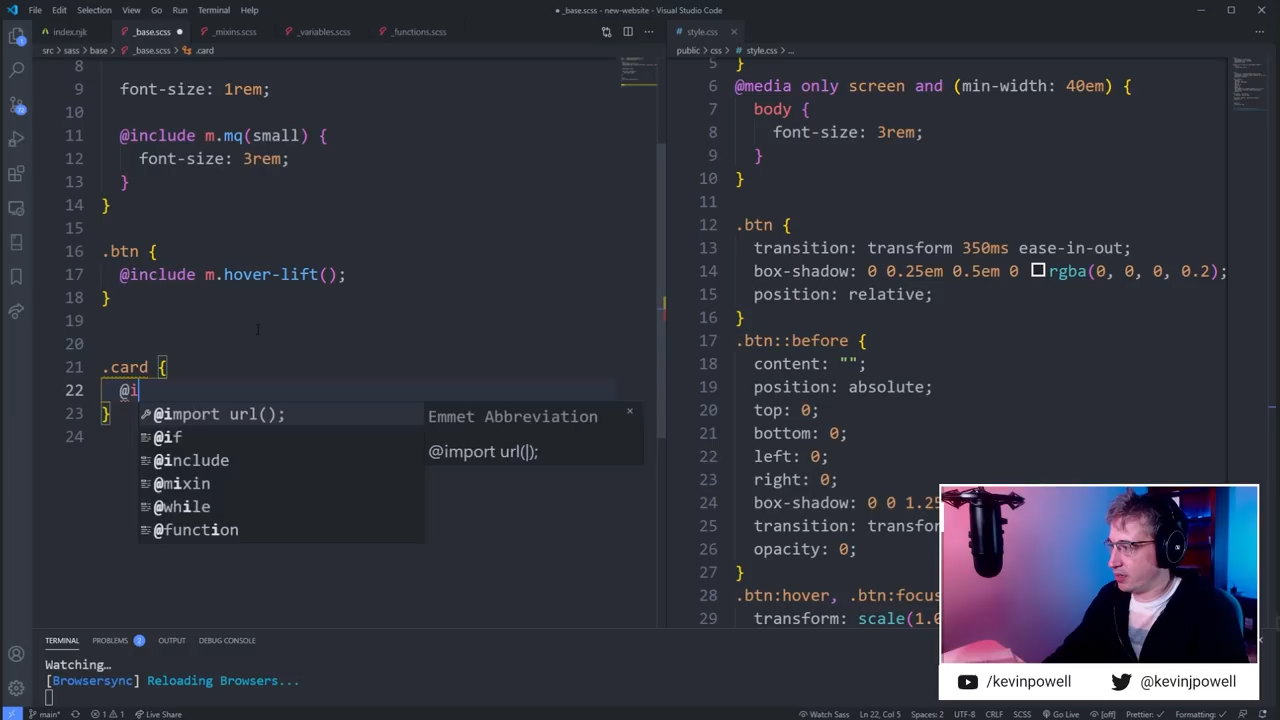 File Edit Selection View Go Run Terminal Help
● _base.scss - new-website - Visual Studio Code
index.njk _base.scss _mixins.scss _variables.scss _functions.scss
style.css
src > sass > base > _base.scss > .card
public > css > style.css > ...
8
9 font-size: 1rem;
10
11 @include m.mq(small) {
12 font-size: 3rem;
13 }
14 }
15
16 .btn {
17 @include m.hover-lift();
18 }
19
20
21 .card {
22 @i
23 }
24
@import url();
@if
@include
@mixin
@while
@function
Emmet Abbreviation
@import url(|);
5 }
6 @media only screen and (min-width: 40em) {
7 body {
8 font-size: 3rem;
9 }
10 }
11
12 .btn {
13 transition: transform 350ms ease-in-out;
14 box-shadow: 0 0.25em 0.5em 0 rgba(0, 0, 0, 0.2);
15 position: relative;
16 }
17 .btn::before {
18 content: "";
19 position: absolute;
20 top: 0;
21 bottom: 0;
22 left: 0;
23 right: 0;
24 box-shadow: 0 0 1.25
25 transition: transfor
26 opacity: 0;
27 }
28 .btn:hover, .btn:focus
29 transform: scale(1.0
TERMINAL PROBLEMS 2 OUTPUT DEBUG CONSOLE
Watching…
[Browsersync] Reloading Browsers...
/kevinpowell @kevinjpowell
main* 1 1 Live Share
Watch Sass Ln 22, Col 5 Spaces: 2 UTF-8 CRLF SCSS Go Live [off] Prettier: ✓ Formatting: ✓